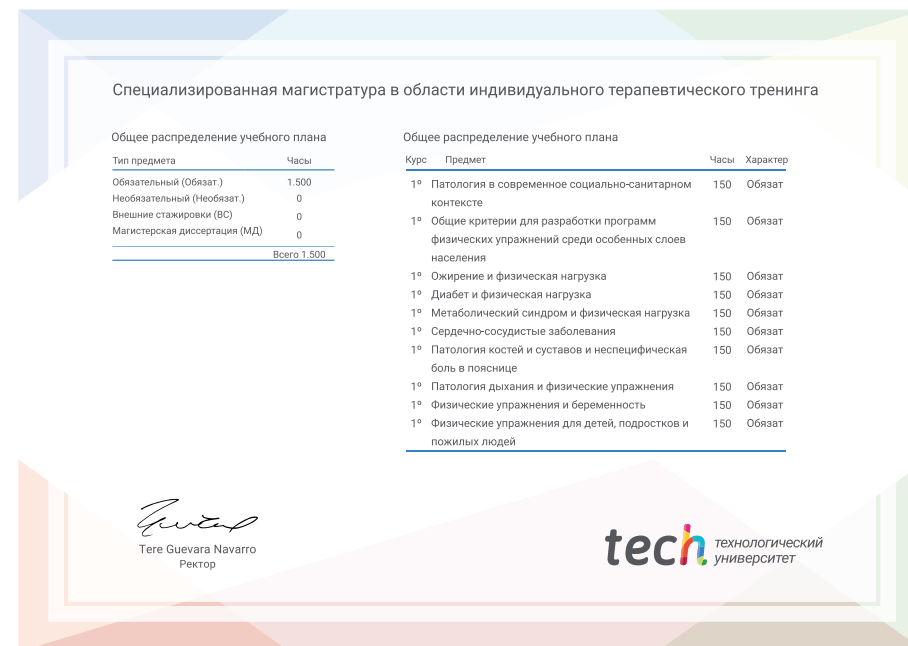 Специализированная магистратура в области индивидуального терапевтического тренинга
Общее распределение учебного плана
Тип предмета Часы
Обязательный (Обязат.) 1.500
Необязательный (Необязат.) 0
Внешние стажировки (ВС) 0
Магистерская диссертация (МД) 0
Всего 1.500
Общее распределение учебного плана
Курс Предмет Часы Характер
1º Патология в современное социально-санитарном 150 Обязат
контексте
1º Общие критерии для разработки программ 150 Обязат
физических упражнений среди особенных слоев
населения
1º Ожирение и физическая нагрузка 150 Обязат
1º Диабет и физическая нагрузка 150 Обязат
1º Метаболический синдром и физическая нагрузка 150 Обязат
1º Сердечно-сосудистые заболевания 150 Обязат
1º Патология костей и суставов и неспецифическая 150 Обязат
боль в пояснице
1º Патология дыхания и физические упражнения 150 Обязат
1º Физические упражнения и беременность 150 Обязат
1º Физические упражнения для детей, подростков и 150 Обязат
пожилых людей
Tere Guevara Navarro
Ректор
tech технологический
университет